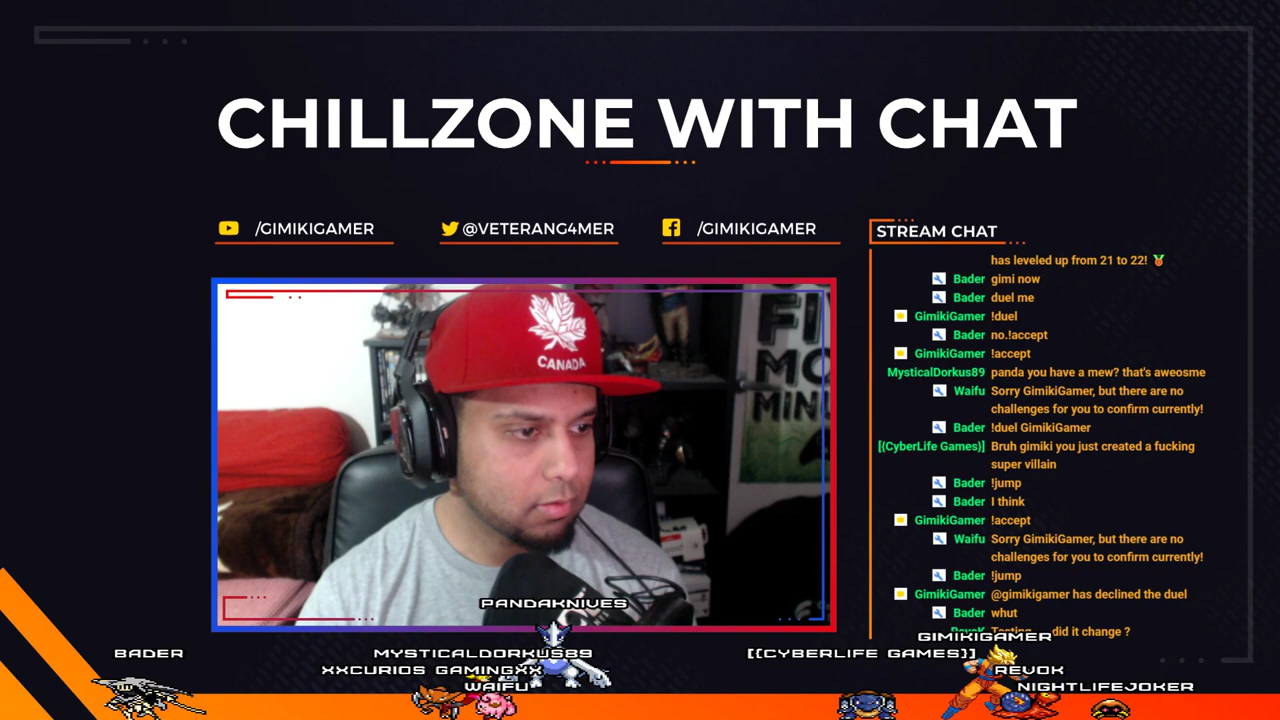 CHILLZONE WITH CHAT
/GIMIKIGAMER
@VETERANG4MER
/GIMIKIGAMER
STREAM CHAT
has leveled up from 21 to 22!
Bader gimi now
Bader duel me
GimikiGamer !duel
Bader no.!accept
GimikiGamer !accept
MysticalDorkus89 panda you have a mew? that's aweosme
Waifu Sorry GimikiGamer, but there are no
challenges for you to confirm currently!
Bader !duel GimikiGamer
[(CyberLife Games)] Bruh gimiki you just created a fucking
super villain
Bader !jump
Bader I think
GimikiGamer !accept
Waifu Sorry GimikiGamer, but there are no
challenges for you to confirm currently!
Bader !jump
GimikiGamer @gimikigamer has declined the duel
Bader whut
did it change ?
CANADA
PANDAKNIVES
GIMIKIGAMER
BADER
MYSTICALDORKUS89
[(CYBERLIFE GAMES)]
XXCURIOS GAMINGXX
REVOK
WAIFU
NIGHTLIFEJOKER